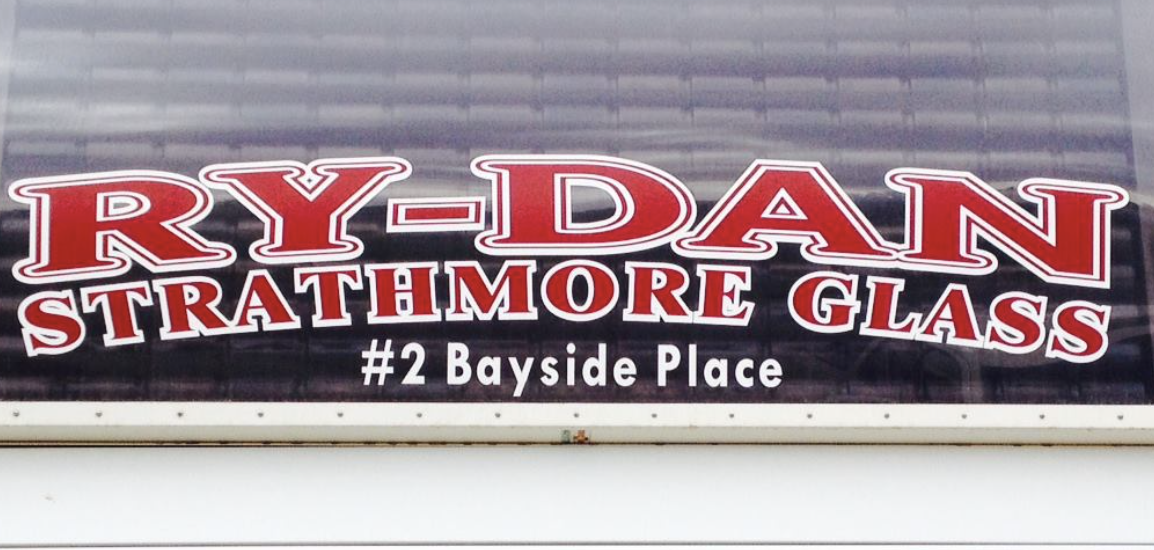 RY-DAN
STRATHMORE GLASS
#2 Bayside Place